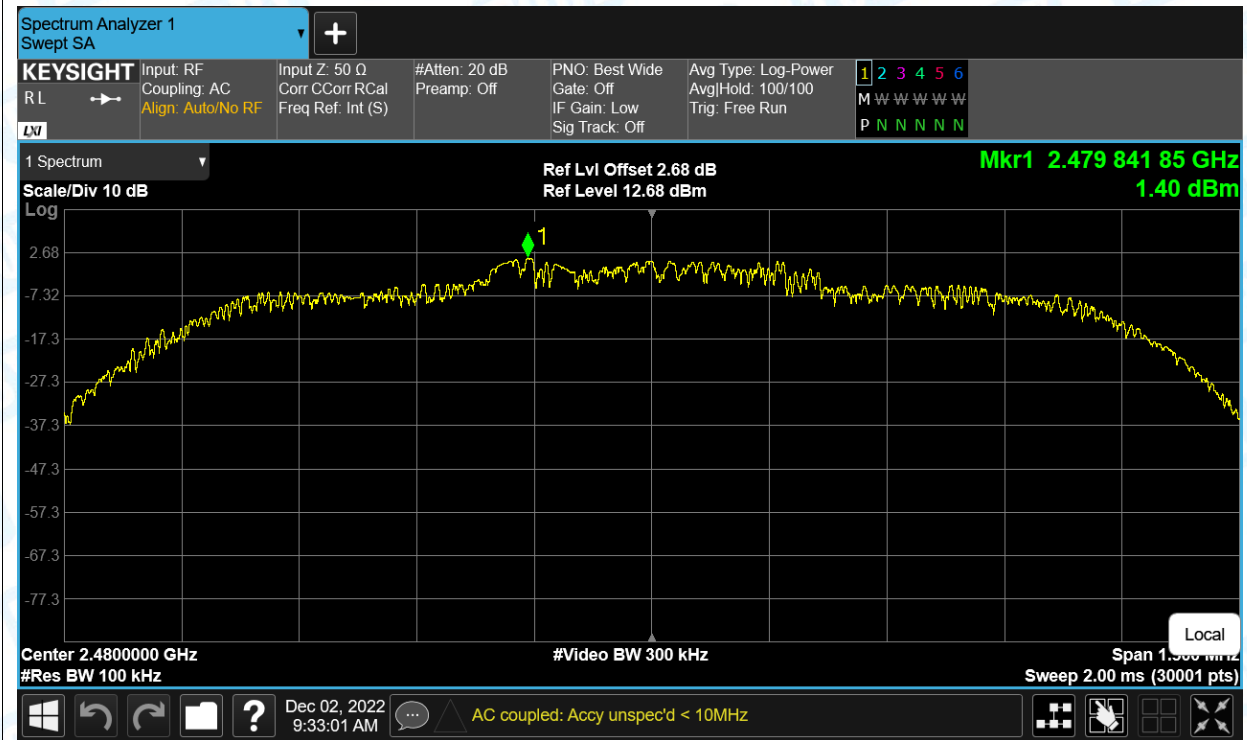 Spectrum Analyzer 1
Swept SA
KEYSIGHT
R L
LXI
Input: RF
Coupling: AC
Align: Auto/No RF
Input Z: 50 Ω
Corr CCorr RCal
Freq Ref: Int (S)
#Atten: 20 dB
Preamp: Off
PNO: Best Wide
Gate: Off
IF Gain: Low
Sig Track: Off
Avg Type: Log-Power
Avg|Hold: 100/100
Trig: Free Run
1 2 3 4 5 6
M W W W W W
P N N N N N
1 Spectrum
Scale/Div 10 dB
Log
Ref Lvl Offset 2.68 dB
Ref Level 12.68 dBm
Mkr1 2.479 841 85 GHz
1.40 dBm
1
2.68
-7.32
-17.3
-27.3
-37.3
-47.3
-57.3
-67.3
-77.3
Local
Center 2.4800000 GHz
#Video BW 300 kHz
Span
#Res BW 100 kHz
Sweep 2.00 ms (30001 pts)
?
Dec 02, 2022
9:33:01 AM
AC coupled: Accy unspec'd < 10MHz